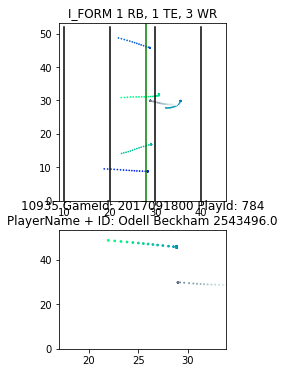 I_FORM 1 RB, 1 TE, 3 WR
50
40
30
20
10
0
10 20 30 40
10935 GameId: 2017091800 PlayId: 784
PlayerName + ID: Odell Beckham 2543496.0
40
20
0
20 25 30